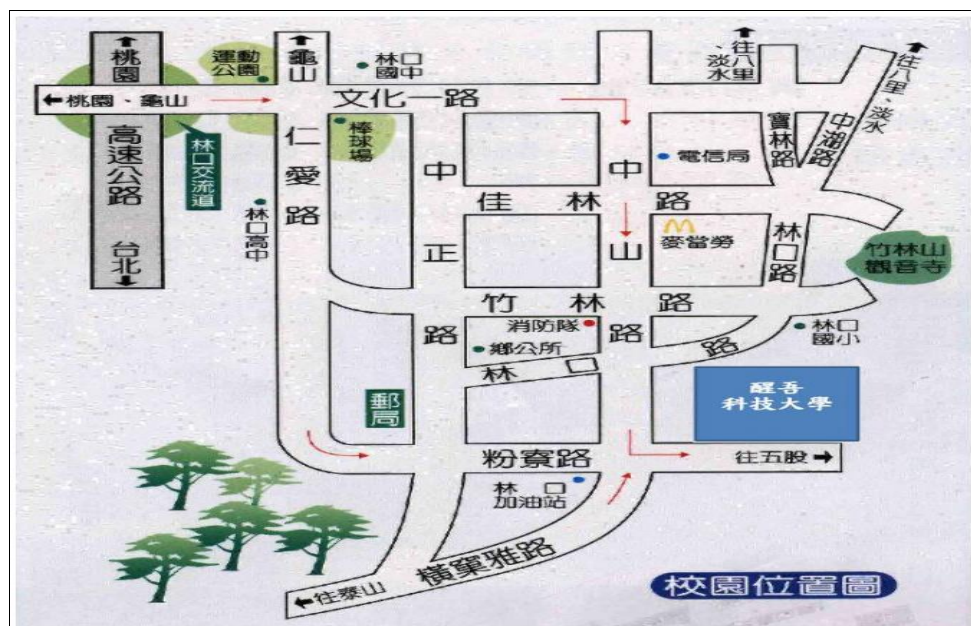 桃園
運動
公園
龜山
林口
國中
往八里
、淡水
往八里、淡水
桃園、龜山
文化一路
高速公路
台北
林口交流道
仁愛路
棒球場
林口高中
中正路
中山路
電信局
寶林路
中湖路
佳林路
麥當勞
林口路
竹林山
觀音寺
竹林路
消防隊
鄉公所
林口路
林口
國小
郵局
醒吾
科技大學
粉寮路
往五股
林口
加油站
橫窠雅路
往泰山
校園位置圖